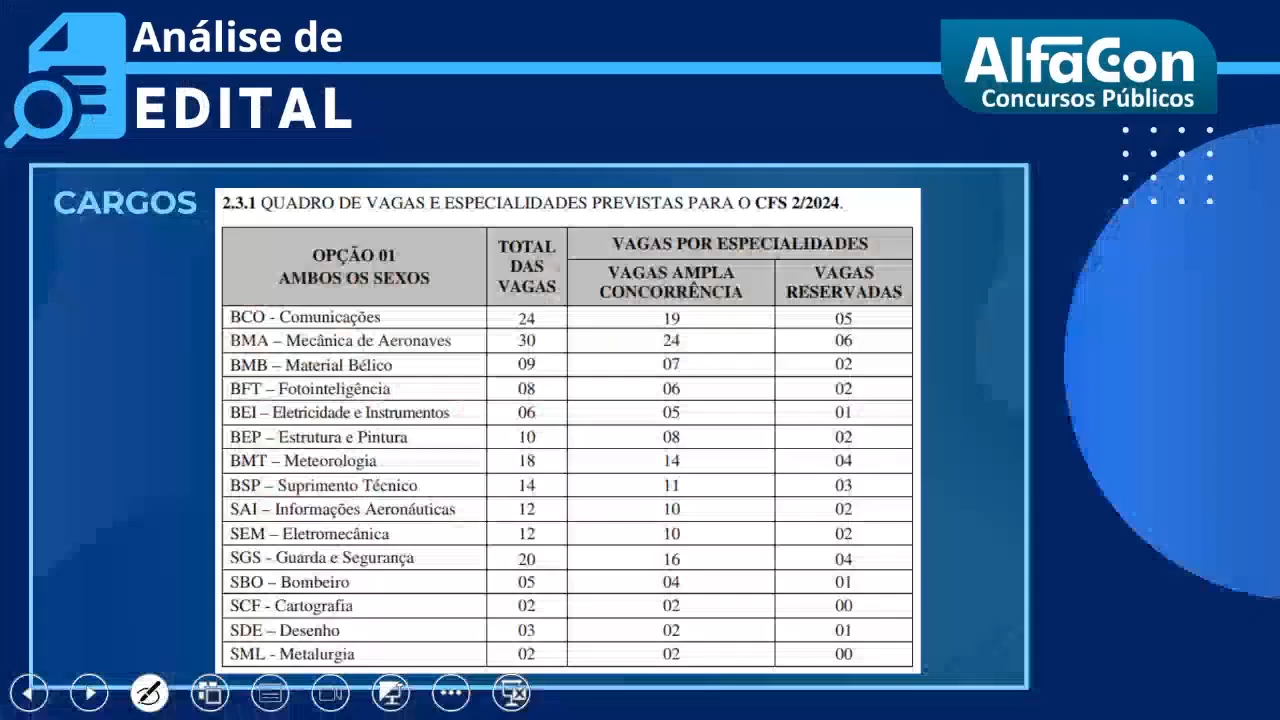 Análise de
EDITAL
AlfaCon
Concursos Públicos
CARGOS
2.3.1 QUADRO DE VAGAS E ESPECIALIDADES PREVISTAS PARA O CFS 2/2024.
OPÇÃO 01
AMBOS OS SEXOS
TOTAL
DAS
VAGAS
VAGAS POR ESPECIALIDADES
VAGAS AMPLA
CONCORRÊNCIA
VAGAS
RESERVADAS
BCO - Comunicações 24 19 05
BMA – Mecânica de Aeronaves 30 24 06
BMB – Material Bélico 09 07 02
BFT – Fotointeligência 08 06 02
BEI – Eletricidade e Instrumentos 06 05 01
BEP – Estrutura e Pintura 10 08 02
BMT – Meteorologia 18 14 04
BSP – Suprimento Técnico 14 11 03
SAI – Informações Aeronáuticas 12 10 02
SEM – Eletromecânica 12 10 02
SGS - Guarda e Segurança 20 16 04
SBO – Bombeiro 05 04 01
SCF - Cartografia 02 02 00
SDE – Desenho 03 02 01
SML - Metalurgia 02 02 00